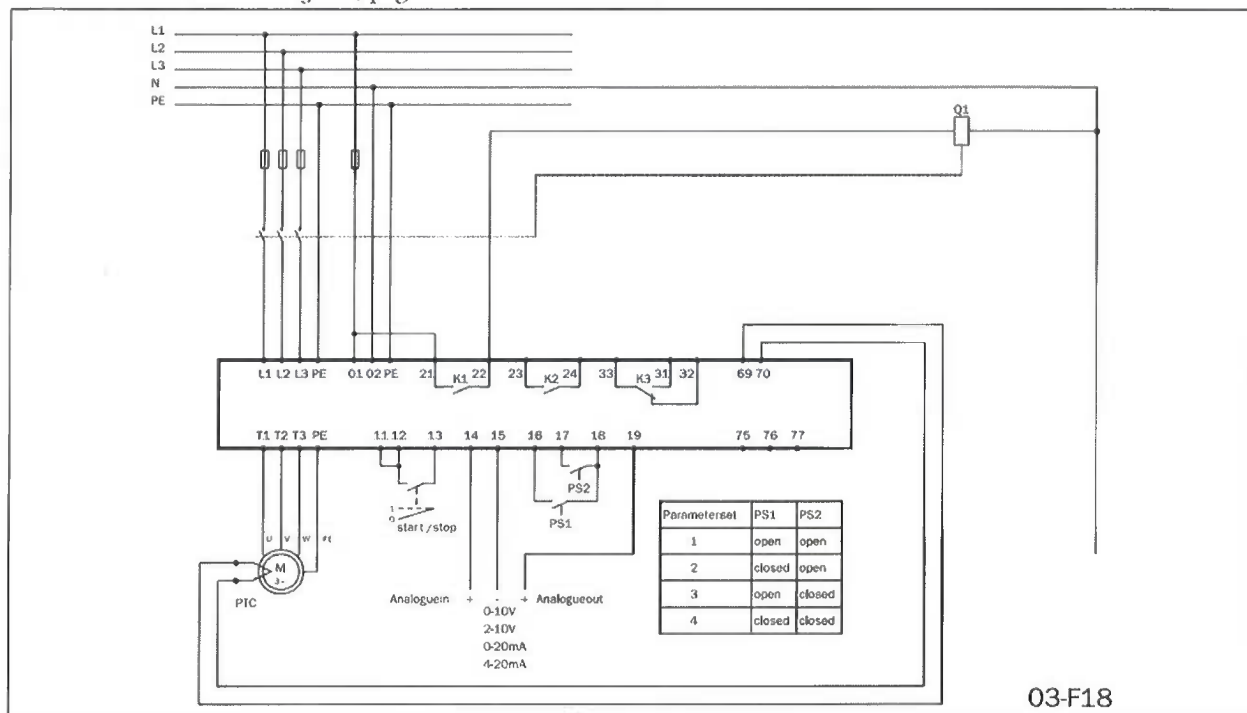 L1
L2
L3
N
PE
Q1
L1 L2 L3 PE 01 02 PE 21 K1 22 23 K2 24 33 K3 31 32 69 70
T1 T2 T3 PE 11 12 13 14 15 16 17 18 19 75 76 77
PS2
PS1
1
0
start/stop
U V W
M
3~
PTC
Analoguein + - + Analogueout
0-10V
2-10V
0-20mA
4-20mA
Parameterset PS1 PS2
1 open open
2 closed open
3 open closed
4 closed closed
03-F18